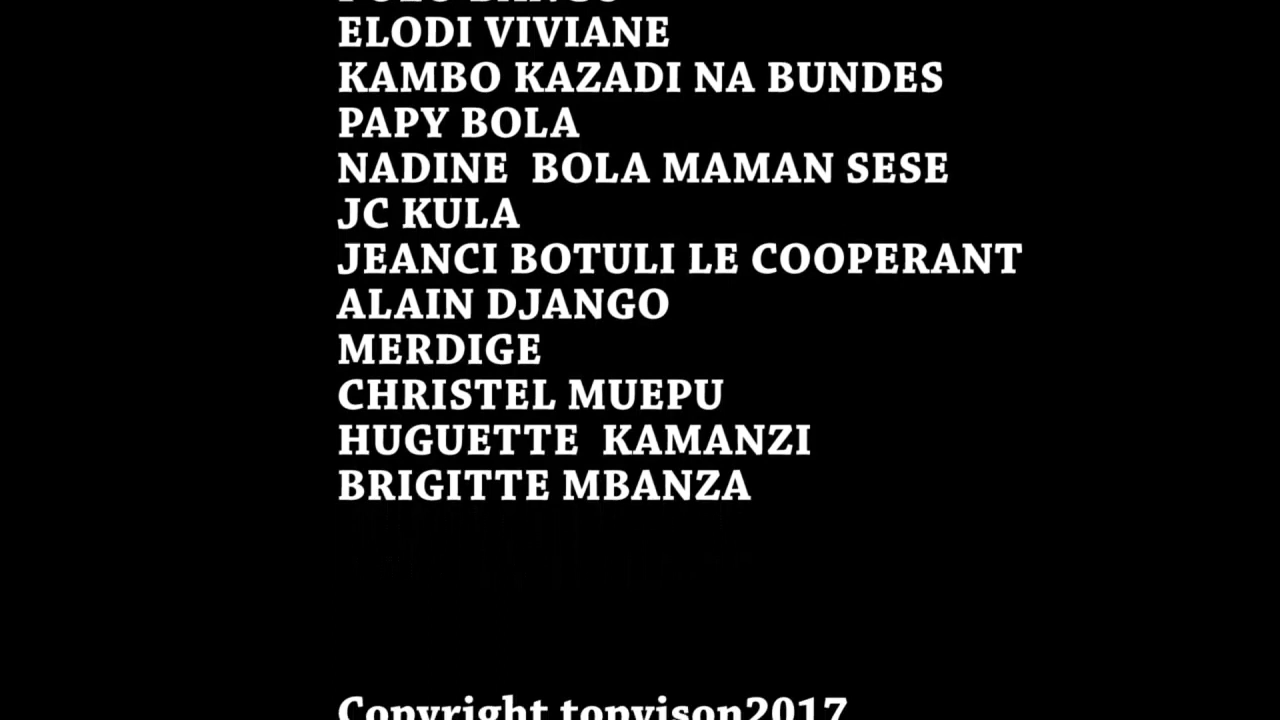 ELODI VIVIANE
KAMBO KAZADI NA BUNDES
PAPY BOLA
NADINE  BOLA MAMAN SESE
JC KULA
JEANCI BOTULI LE COOPERANT
ALAIN DJANGO
MERDIGE
CHRISTEL MUEPU
HUGUETTE  KAMANZI
BRIGITTE MBANZA
Copyright topvison2017